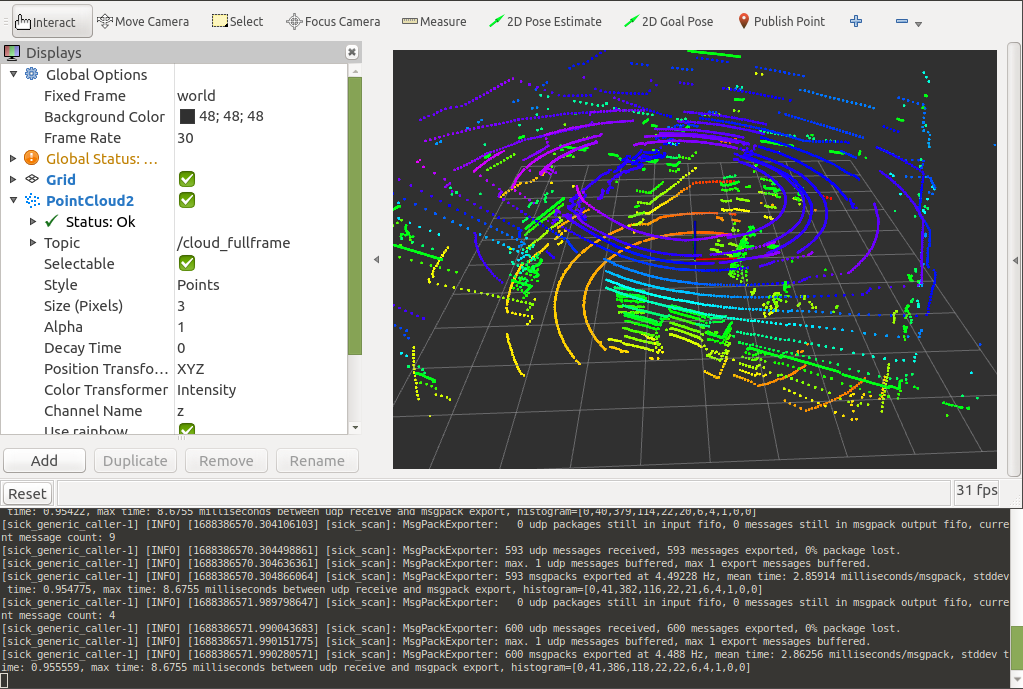 Interact Move Camera Select Focus Camera Measure 2D Pose Estimate 2D Goal Pose Publish Point
Displays
Global Options
Fixed Frame world
Background Color 48; 48; 48
Frame Rate 30
Global Status: ...
Grid
PointCloud2
Status: Ok
Topic /cloud_fullframe
Selectable
Style Points
Size (Pixels) 3
Alpha 1
Decay Time 0
Position Transfo... XYZ
Color Transformer Intensity
Channel Name z
Use rainbow
Add Duplicate Remove Rename
Reset 31 fps
time: 0.95422, max time: 8.6755 milliseconds between udp receive and msgpack export, histogram=[0,40,379,114,22,20,6,4,1,0,0]
[sick_generic_caller-1] [INFO] [1688386570.304106103] [sick_scan]: MsgPackExporter:   0 udp packages still in input fifo, 0 messages still in msgpack output fifo, curre
nt message count: 9
[sick_generic_caller-1] [INFO] [1688386570.304498861] [sick_scan]: MsgPackExporter: 593 udp messages received, 593 messages exported, 0% package lost.
[sick_generic_caller-1] [INFO] [1688386570.304636361] [sick_scan]: MsgPackExporter: max. 1 udp messages buffered, max 1 export messages buffered.
[sick_generic_caller-1] [INFO] [1688386570.304866064] [sick_scan]: MsgPackExporter: 593 msgpacks exported at 4.49228 Hz, mean time: 2.85914 milliseconds/msgpack, stddev
time: 0.954775, max time: 8.6755 milliseconds between udp receive and msgpack export, histogram=[0,41,382,116,22,21,6,4,1,0,0]
[sick_generic_caller-1] [INFO] [1688386571.989798647] [sick_scan]: MsgPackExporter:   0 udp packages still in input fifo, 0 messages still in msgpack output fifo, curre
nt message count: 4
[sick_generic_caller-1] [INFO] [1688386571.990043683] [sick_scan]: MsgPackExporter: 600 udp messages received, 600 messages exported, 0% package lost.
[sick_generic_caller-1] [INFO] [1688386571.990151775] [sick_scan]: MsgPackExporter: max. 1 udp messages buffered, max 1 export messages buffered.
[sick_generic_caller-1] [INFO] [1688386571.990280571] [sick_scan]: MsgPackExporter: 600 msgpacks exported at 4.488 Hz, mean time: 2.86256 milliseconds/msgpack, stddev t
ime: 0.955559, max time: 8.6755 milliseconds between udp receive and msgpack export, histogram=[0,41,386,118,22,22,6,4,1,0,0]